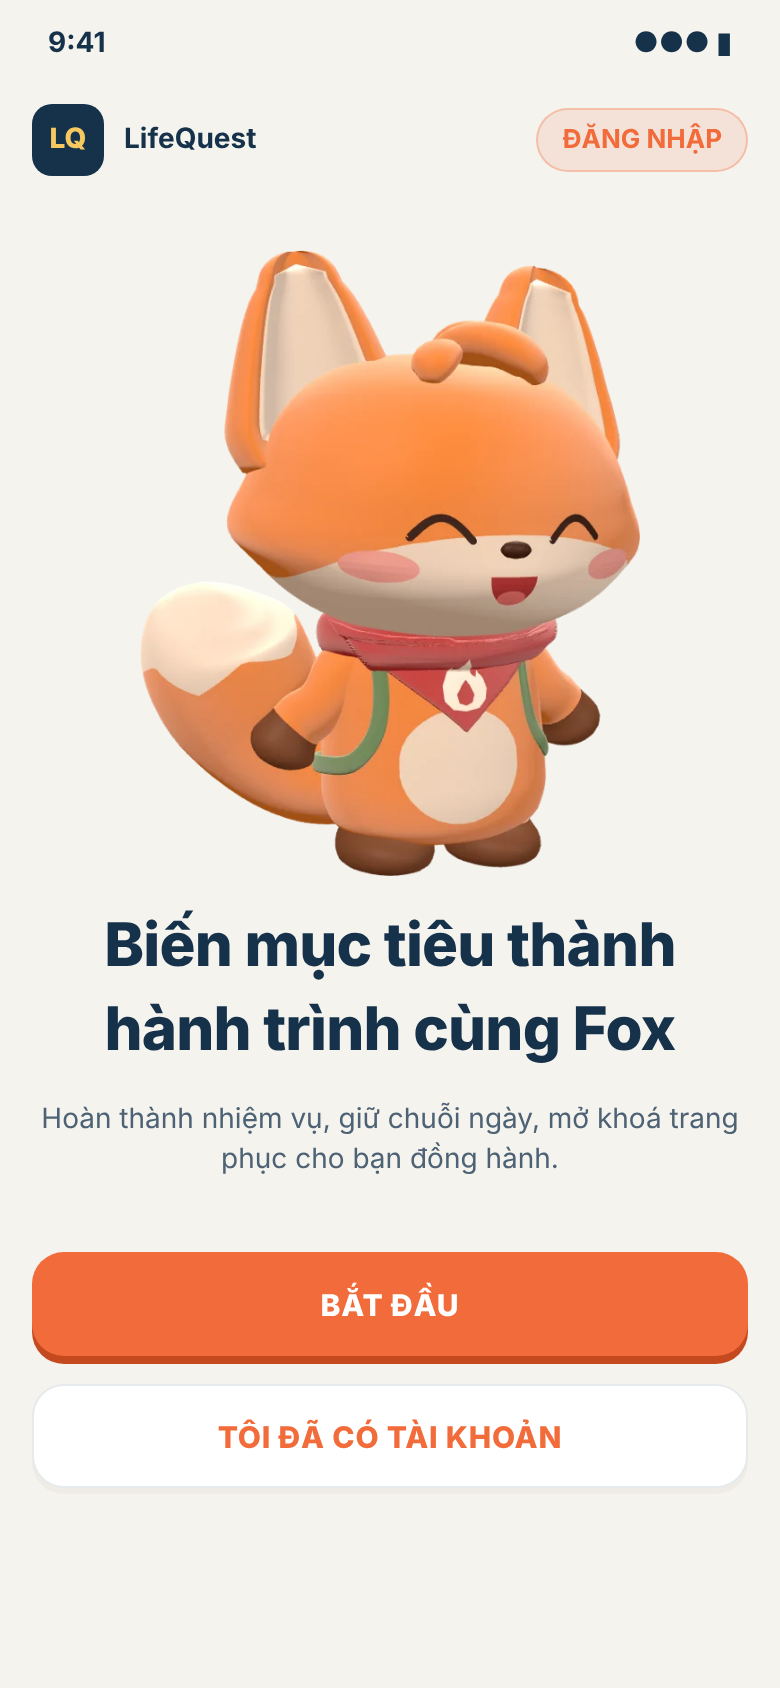 9:41
LQ
LifeQuest
ĐĂNG NHẬP
Biến mục tiêu thành
hành trình cùng Fox
Hoàn thành nhiệm vụ, giữ chuỗi ngày, mở khoá trang
phục cho bạn đồng hành.
BẮT ĐẦU
TÔI ĐÃ CÓ TÀI KHOẢN